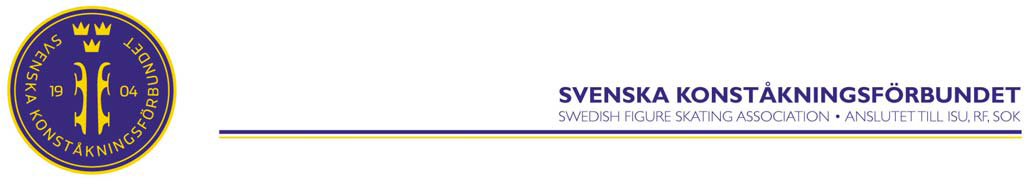 SVENSKA KONSTÅKNINGSFÖRBUNDET
19 04
SVENSKA KONSTÅKNINGSFÖRBUNDET
SWEDISH FIGURE SKATING ASSOCIATION • ANSLUTET TILL ISU, RF, SOK